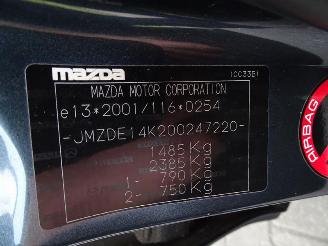 mazda
1CC33B1
MAZDA MOTOR CORPORATION
e13*2001/116*0254
-JMZDE14K200247220-
1485 Kg
2385 Kg
1- 790 Kg
2- 750 Kg
AIRBAG